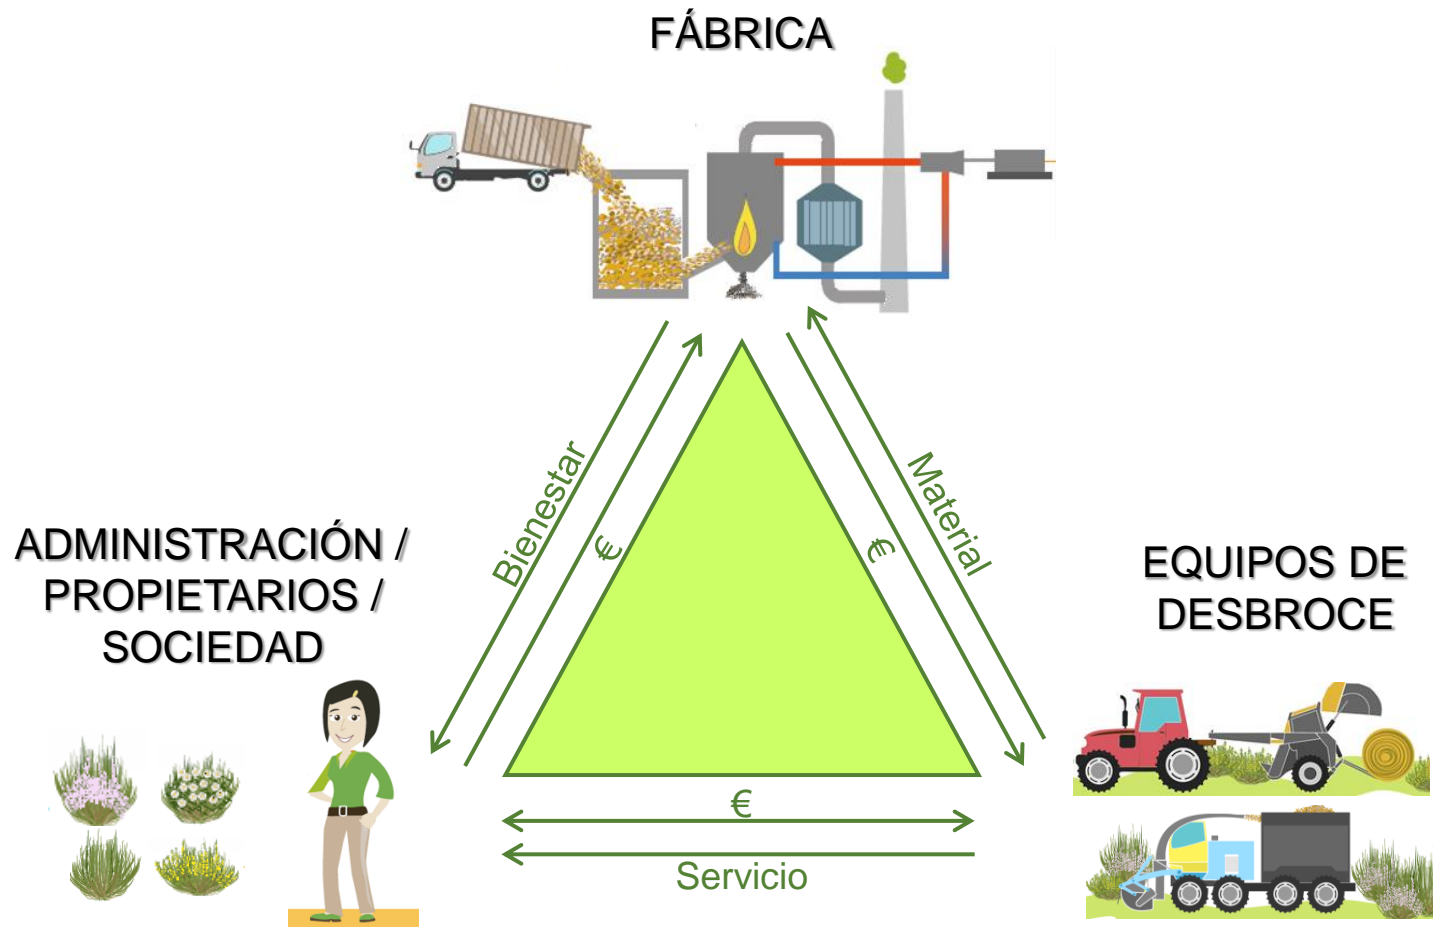 FÁBRICA
Bienestar
€
Material
€
ADMINISTRACIÓN /
PROPIETARIOS /
SOCIEDAD
EQUIPOS DE
DESBROCE
€
Servicio